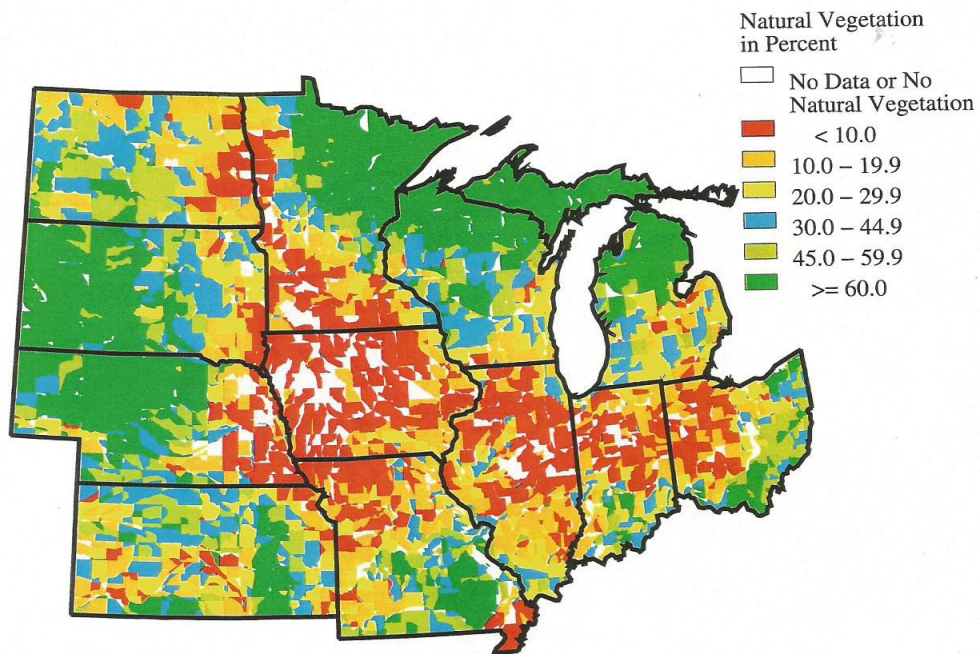 Natural Vegetation
in Percent
No Data or No
Natural Vegetation
< 10.0
10.0 – 19.9
20.0 – 29.9
30.0 – 44.9
45.0 – 59.9
>= 60.0